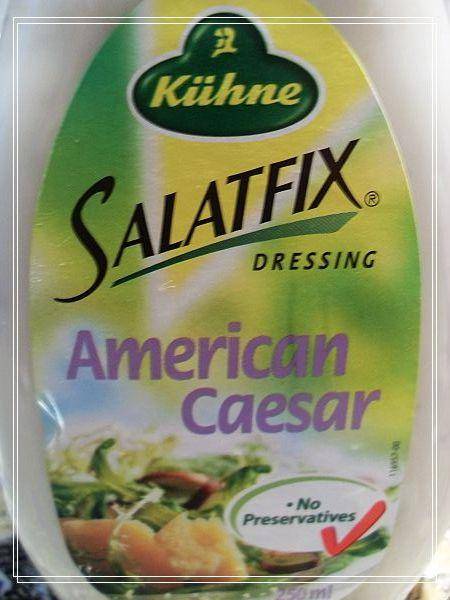 Kühne
SALATFIX®
DRESSING
American
Caesar
• No
Preservatives
250 ml